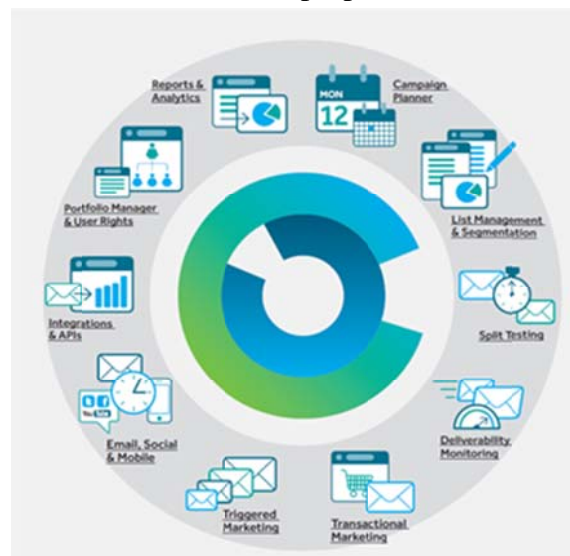 Reports &
Analytics
MON
12
Campaign
Planner
List Management
& Segmentation
Split Testing
Deliverability
Monitoring
Transactional
Marketing
Triggered
Marketing
You
Email, Social
& Mobile
Integrations
& APIs
Portfolio Manager
& User Rights